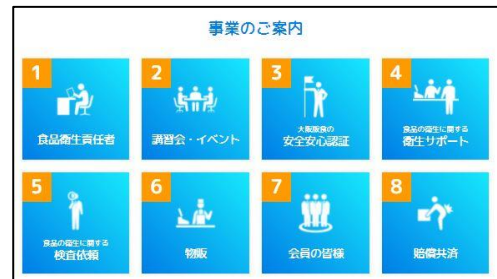 事業のご案内
1
食品衛生責任者
2
講習会・イベント
3
大阪版食の
安全安心認証
4
食品の衛生に関する
衛生サポート
5
食品の衛生に関する
検査依頼
6
物販
7
会員の皆様
8
賠償共済